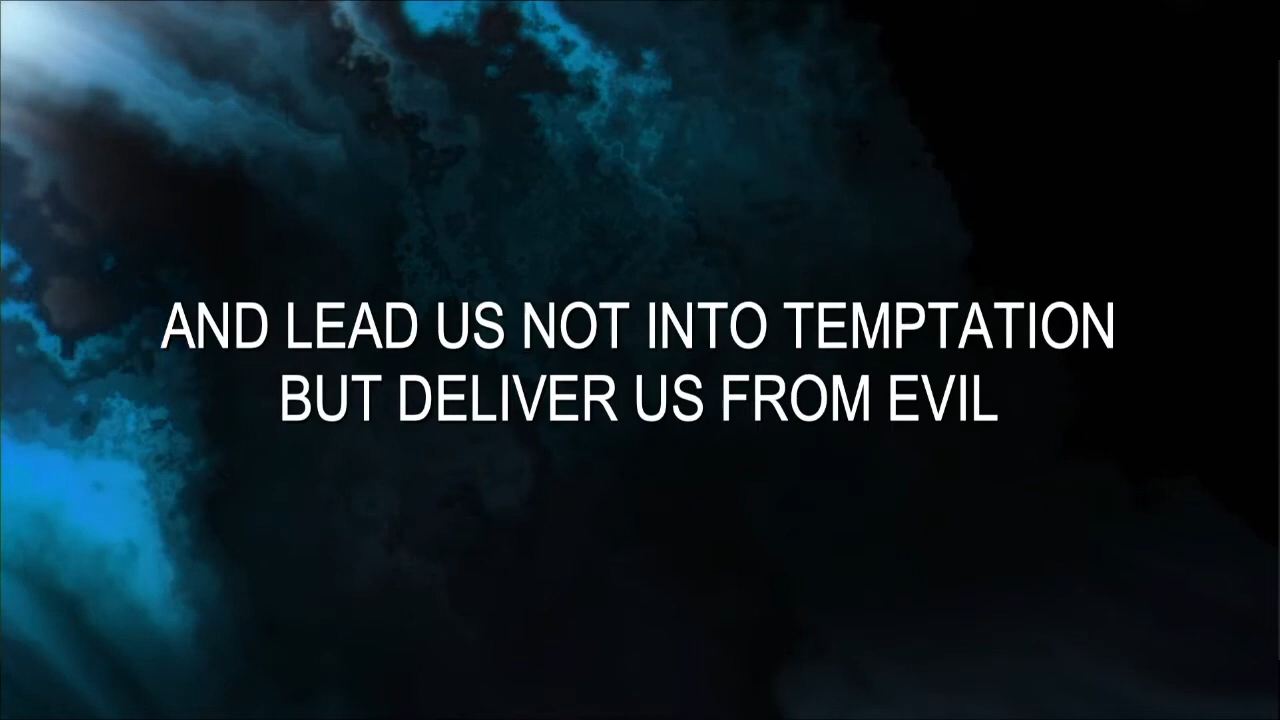 AND LEAD US NOT INTO TEMPTATION
BUT DELIVER US FROM EVIL